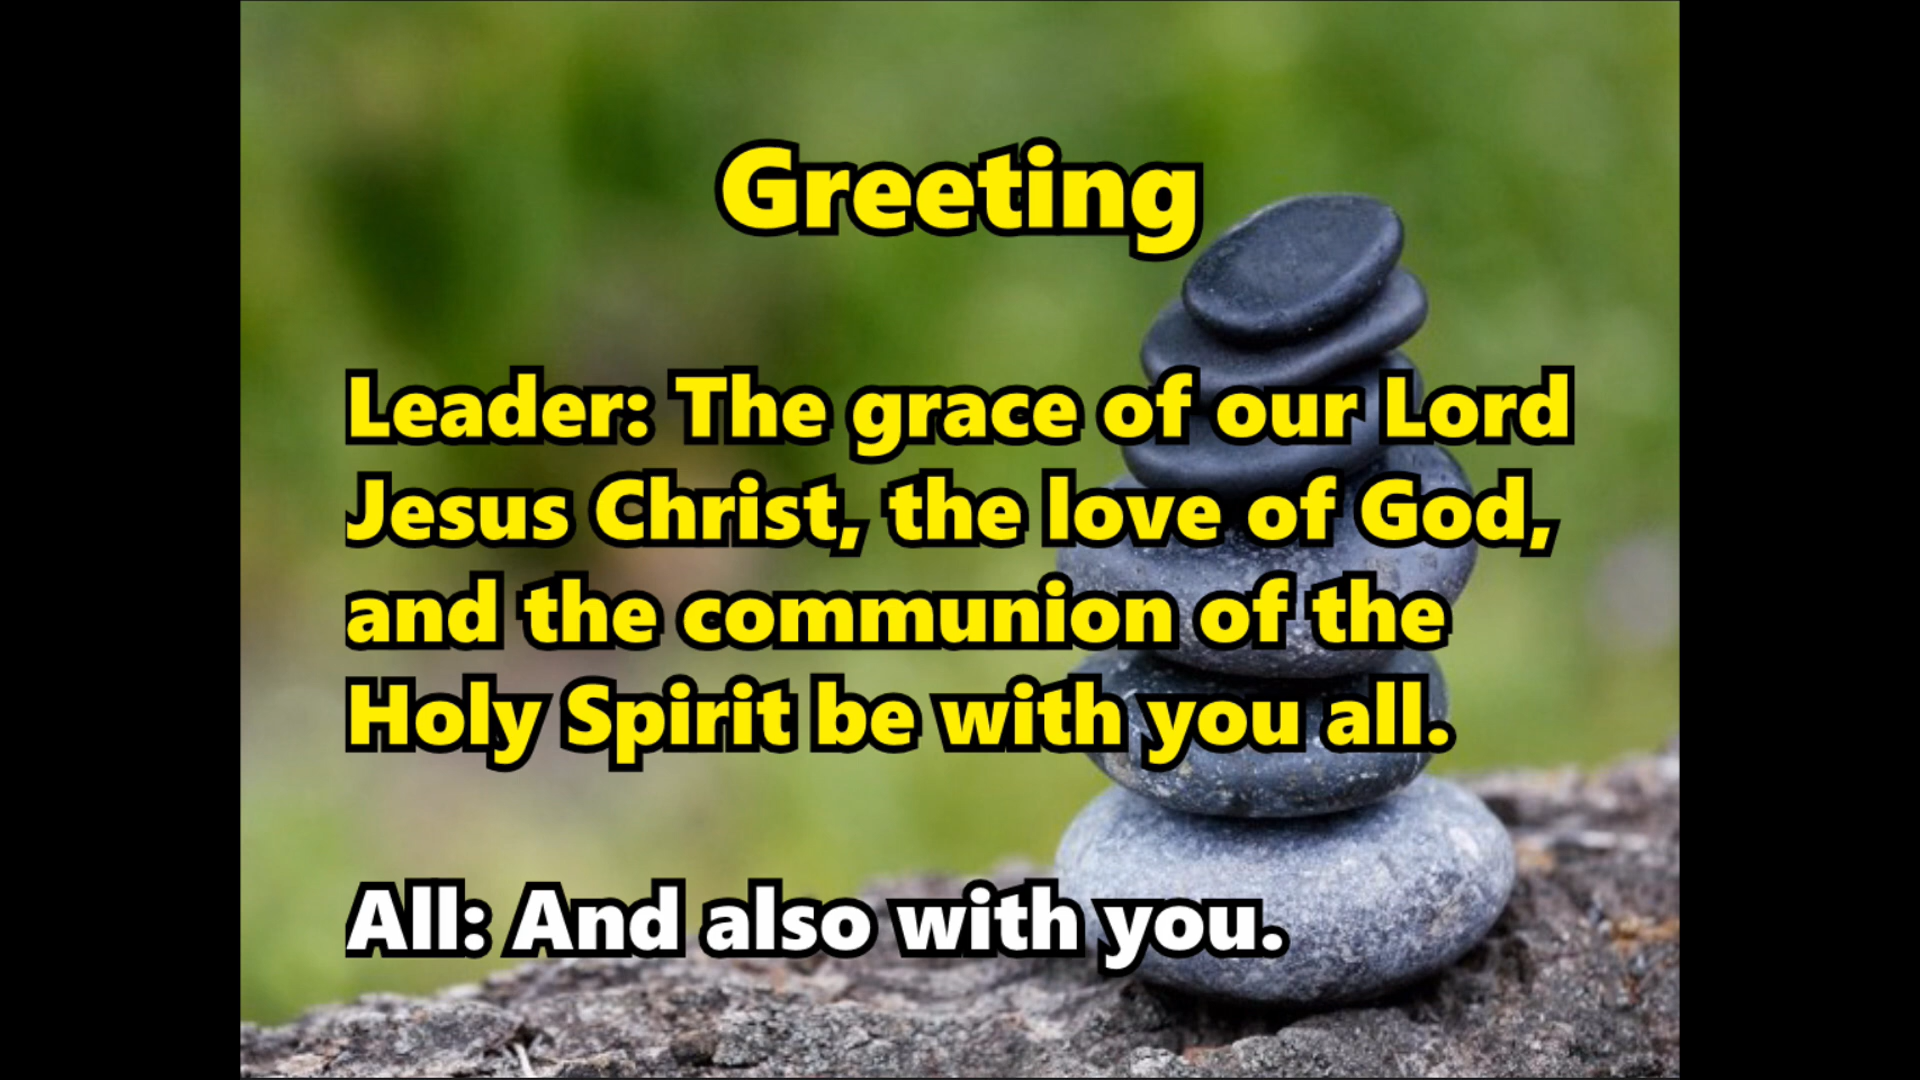 Greeting
Leader: The grace of our Lord
Jesus Christ, the love of God,
and the communion of the
Holy Spirit be with you all.
All: And also with you.